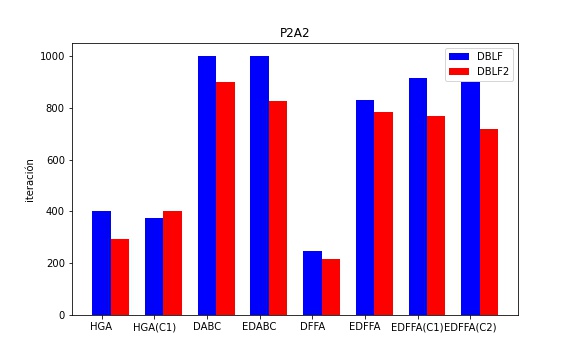 P2A2
DBLF
DBLF2
iteración
1000
800
600
400
200
0
HGA HGA(C1) DABC EDABC DFFA EDFFA EDFFA(C1) EDFFA(C2)